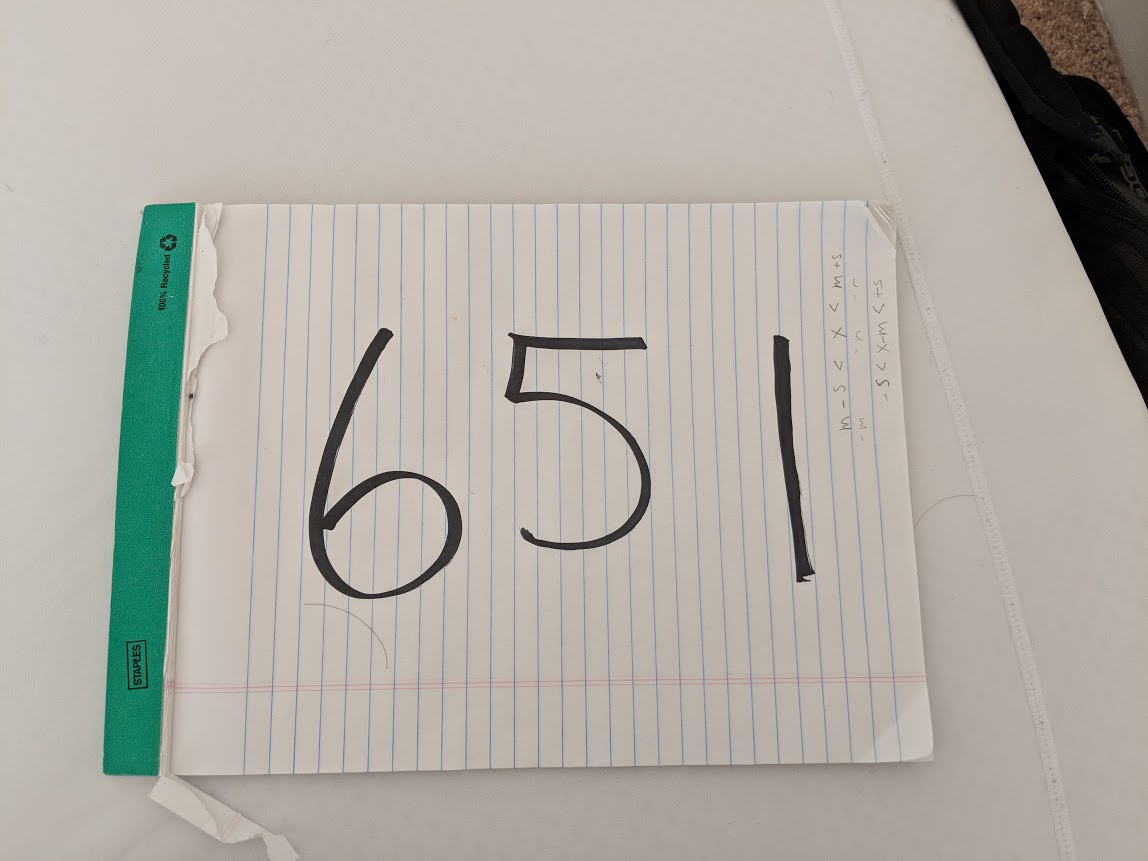 651
100% Recycled
STAPLES
m - s < x < m + s
-s < x-m < +s